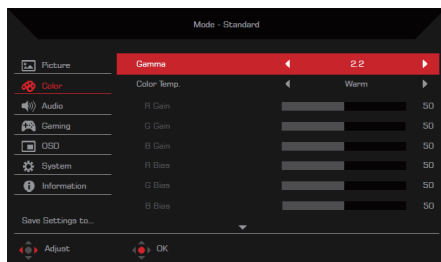 Mode - Standard
Picture
Gamma 2.2
Color
Color Temp. Warm
Audio
R Gain 50
Gaming
G Gain 50
OSD
B Gain 50
System
R Bias 50
Information
G Bias 50
B Bias 50
Save Settings to...
Adjust OK